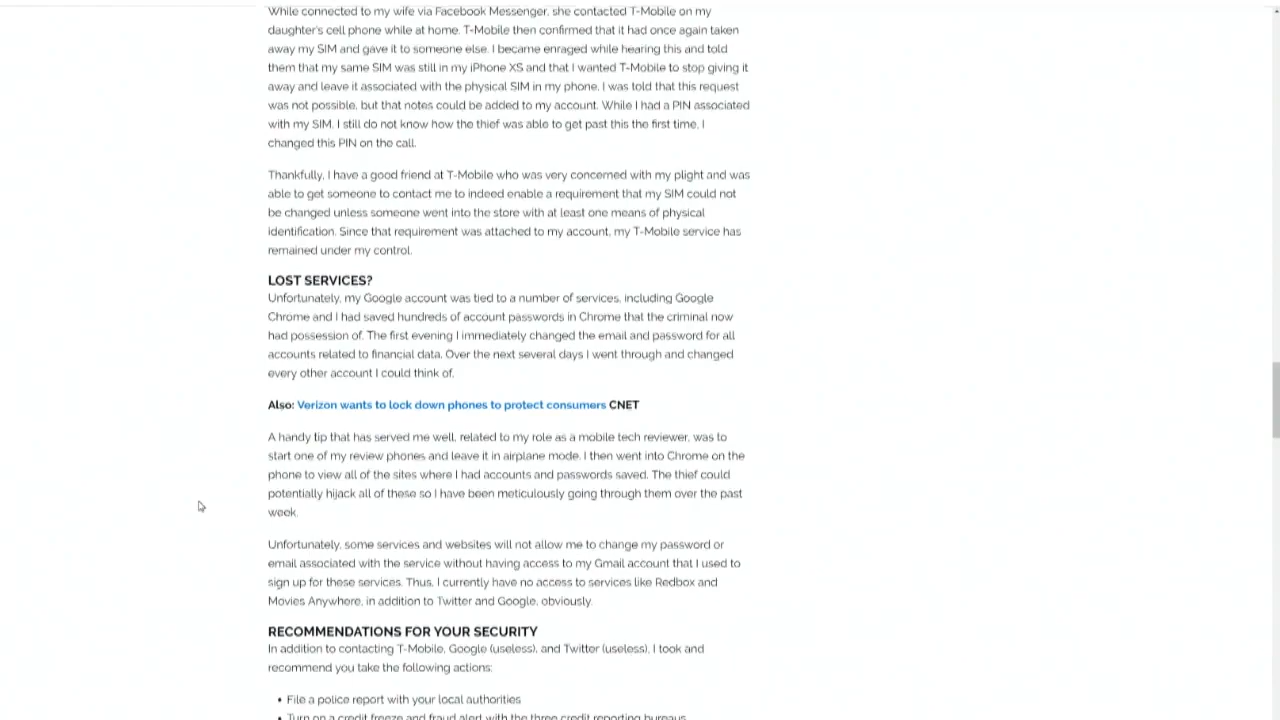 While connected to my wife via Facebook Messenger, she contacted T-Mobile on my
daughter's cell phone while at home. T-Mobile then confirmed that it had once again taken
away my SIM and gave it to someone else. I became enraged while hearing this and told
them that my same SIM was still in my iPhone XS and that I wanted T-Mobile to stop giving it
away and leave it associated with the physical SIM in my phone. I was told that this request
was not possible, but that notes could be added to my account. While I had a PIN associated
with my SIM, I still do not know how the thief was able to get past this the first time, I
changed this PIN on the call.
Thankfully, I have a good friend at T-Mobile who was very concerned with my plight and was
able to get someone to contact me to indeed enable a requirement that my SIM could not
be changed unless someone went into the store with at least one means of physical
identification. Since that requirement was attached to my account, my T-Mobile service has
remained under my control.
LOST SERVICES?
Unfortunately, my Google account was tied to a number of services, including Google
Chrome and I had saved hundreds of account passwords in Chrome that the criminal now
had possession of. The first evening I immediately changed the email and password for all
accounts related to financial data. Over the next several days I went through and changed
every other account I could think of.
Also: Verizon wants to lock down phones to protect consumers CNET
A handy tip that has served me well, related to my role as a mobile tech reviewer, was to
start one of my review phones and leave it in airplane mode. I then went into Chrome on the
phone to view all of the sites where I had accounts and passwords saved. The thief could
potentially hijack all of these so I have been meticulously going through them over the past
week.
Unfortunately, some services and websites will not allow me to change my password or
email associated with the service without having access to my Gmail account that I used to
sign up for these services. Thus, I currently have no access to services like Redbox and
Movies Anywhere, in addition to Twitter and Google, obviously.
RECOMMENDATIONS FOR YOUR SECURITY
In addition to contacting T-Mobile, Google (useless), and Twitter (useless), I took and
recommend you take the following actions:
• File a police report with your local authorities
• Turn on a credit freeze and fraud alert with the three credit reporting bureaus